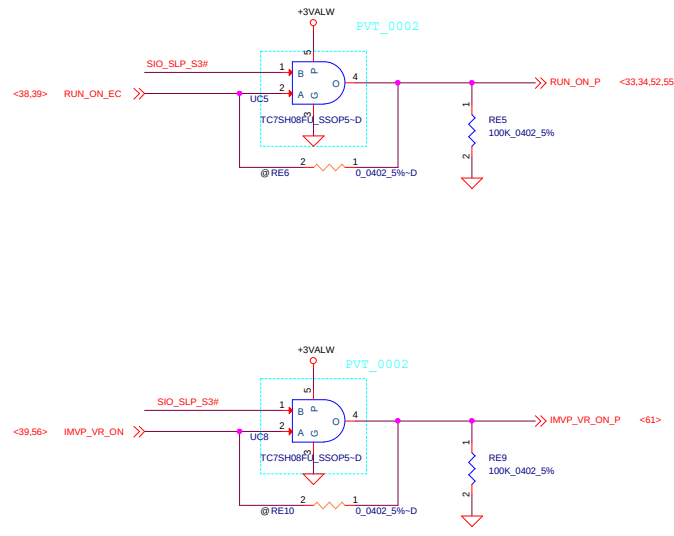 +3VALW
PVT_0002
5
SIO_SLP_S3#
1
B
P
4
O
2
A
G
<38,39> RUN_ON_EC
UC5
3
TC7SH08FU_SSOP5~D
RUN_ON_P <33,34,52,55>
1
RE5
100K_0402_5%
2
2
1
@RE6
0_0402_5%~D
+3VALW
PVT_0002
5
SIO_SLP_S3#
1
B
P
4
O
2
A
G
<39,56> IMVP_VR_ON
UC8
3
TC7SH08FU_SSOP5~D
IMVP_VR_ON_P <61>
1
RE9
100K_0402_5%
2
2
1
@RE10
0_0402_5%~D